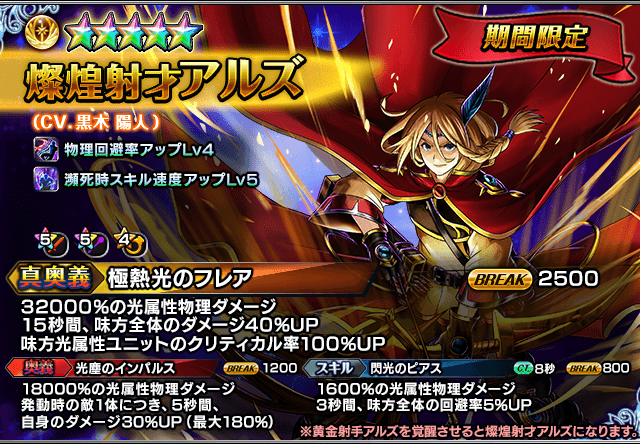 期間限定
燦煌射才アルズ
(CV.黒木 陽人)
物理回避率アップLv4
瀕死時スキル速度アップLv5
5 5 4
真奥義 極熱光のフレア BREAK 2500
32000%の光属性物理ダメージ
15秒間、味方全体のダメージ40%UP
味方光属性ユニットのクリティカル率100%UP
奥義 光塵のインパルス BREAK 1200
18000%の光属性物理ダメージ
発動時の敵1体につき、5秒間、
自身のダメージ30%UP(最大180%)
スキル 閃光のピアス CT 8秒 BREAK 800
1600%の光属性物理ダメージ
3秒間、味方全体の回避率5%UP
※黄金射手アルズを覚醒させると燦煌射才アルズになります。